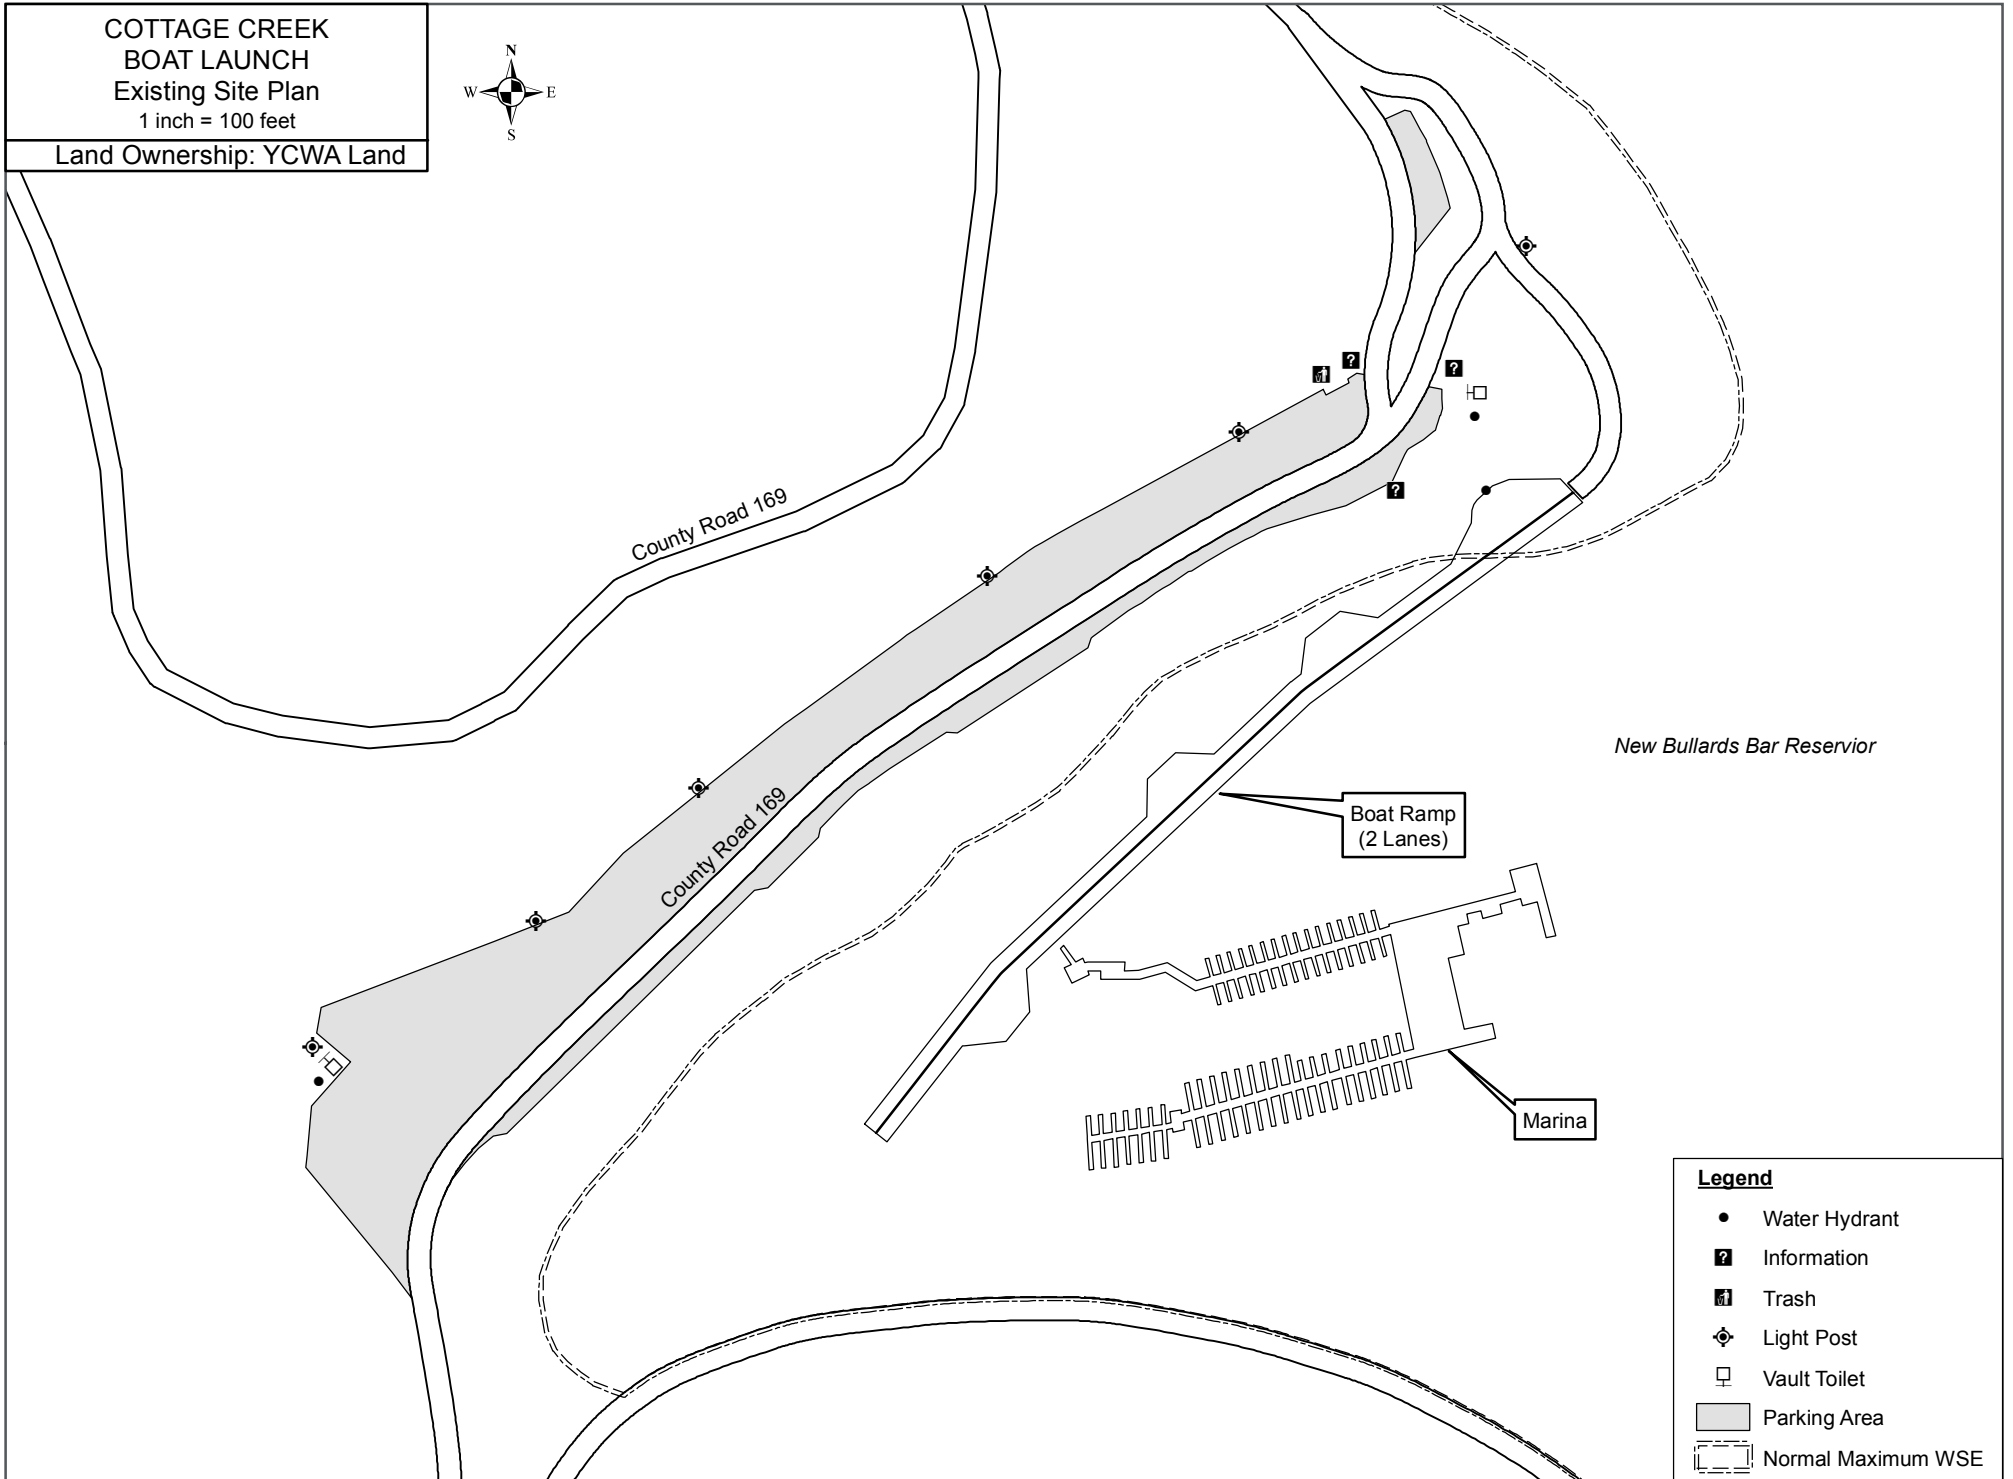 COTTAGE CREEK
BOAT LAUNCH
Existing Site Plan
1 inch = 100 feet
Land Ownership: YCWA Land
N
W
E
S
County Road 169
County Road 169
New Bullards Bar Reservior
Boat Ramp
(2 Lanes)
Marina
Legend
Water Hydrant
? Information
Trash
Light Post
Vault Toilet
Parking Area
Normal Maximum WSE
?
?
?